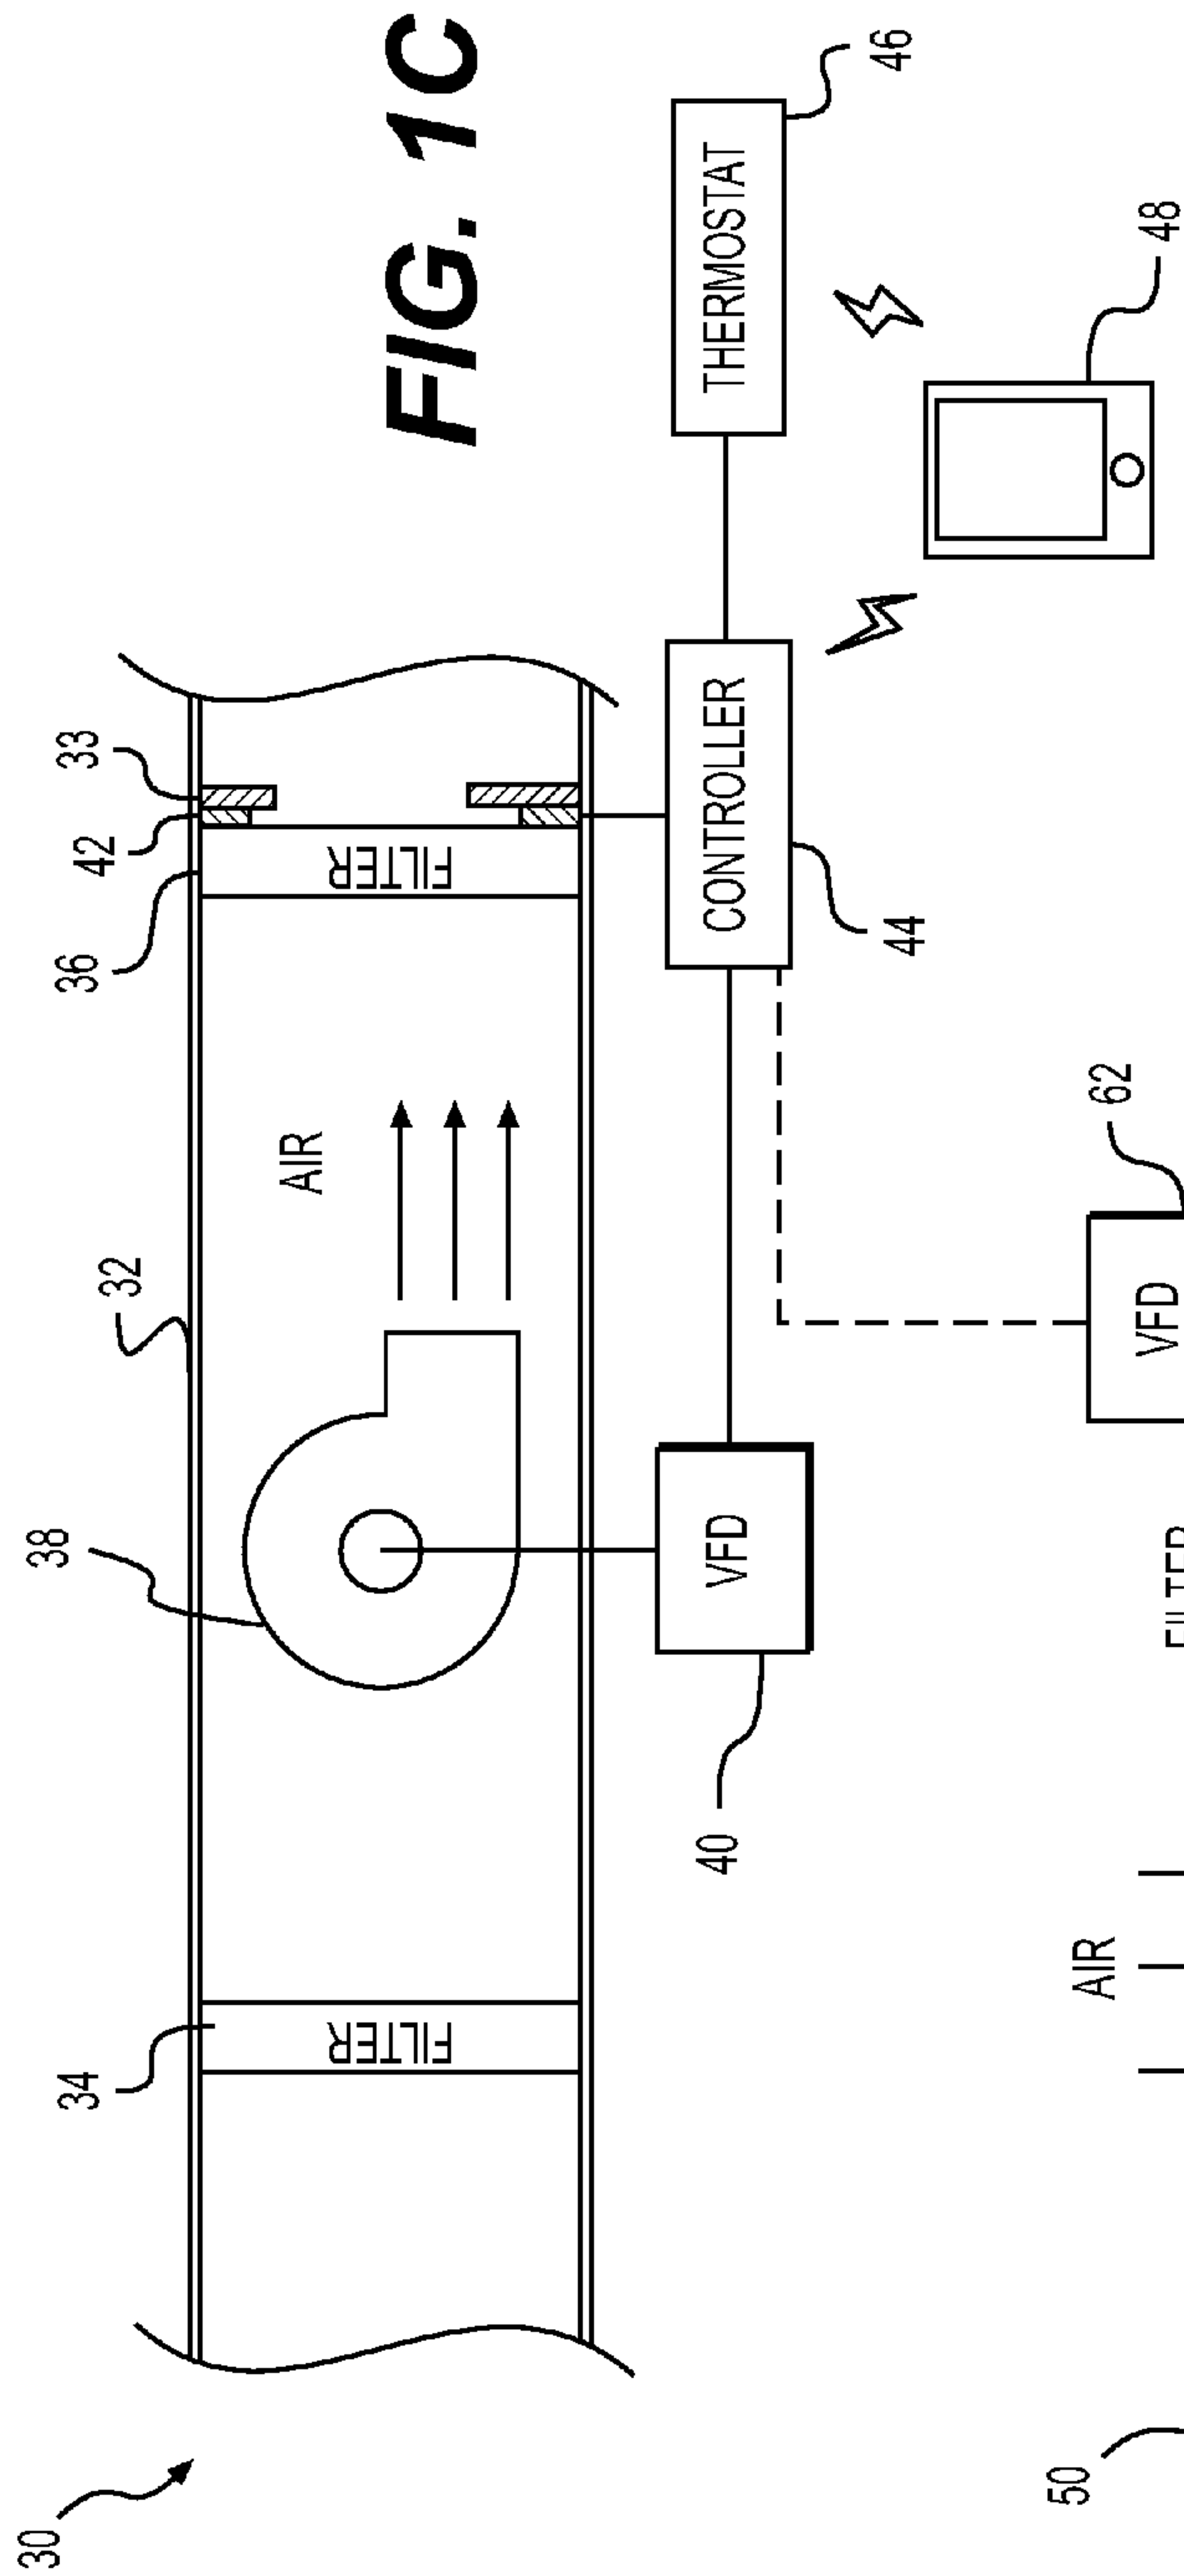 FIG. 1C
30
34
FILTER
38
32
AIR
36
42
33
FILTER
40
VFD
CONTROLLER
44
THERMOSTAT
46
48
50
AIR
FILTER
VFD
62